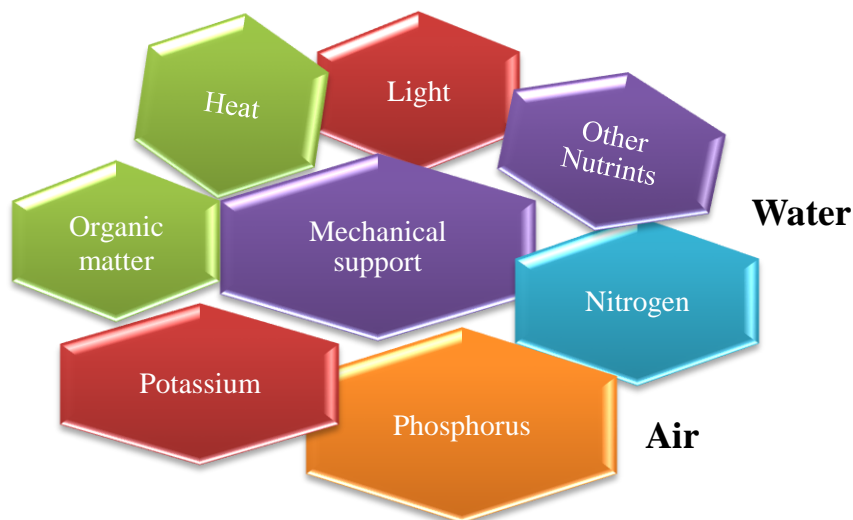 Heat
Light
Other
Nutrints
Organic
matter
Mechanical
support
Water
Nitrogen
Potassium
Phosphorus
Air